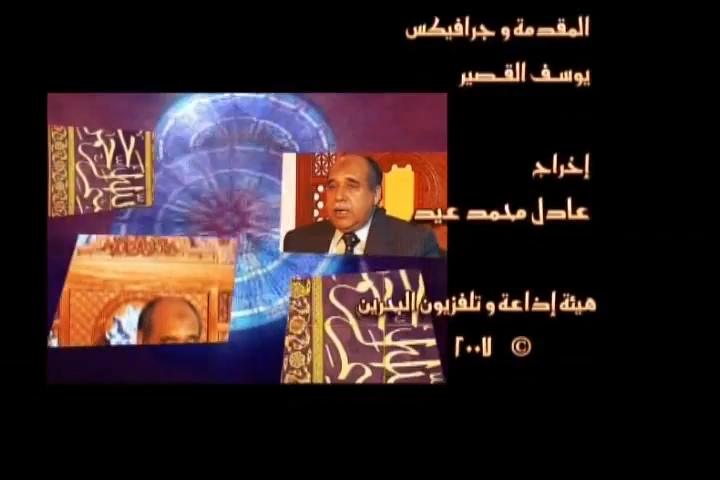 المقدمة و جرافيكس
يوسف القصير
إخراج
عادل محمد عيد
هيئة إذاعة و تلفزيون البحرين
© ٢٠٠٧